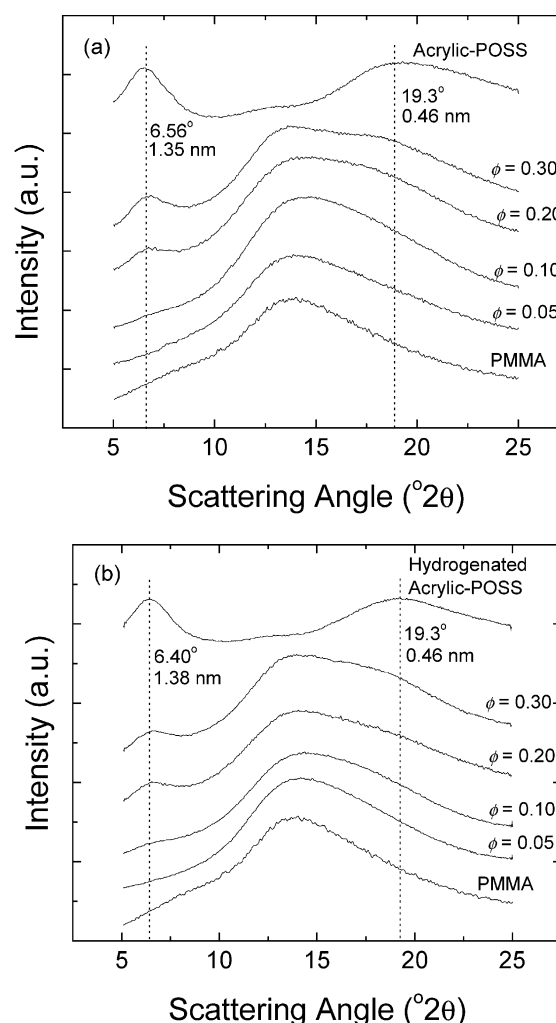 (a)
Acrylic-POSS
6.56°
1.35 nm
19.3°
0.46 nm
ϕ = 0.30
ϕ = 0.20
ϕ = 0.10
ϕ = 0.05
PMMA
Intensity (a.u.)
5 10 15 20 25
Scattering Angle (°2θ)
(b)
Hydrogenated
Acrylic-POSS
6.40°
1.38 nm
19.3°
0.46 nm
ϕ = 0.30
ϕ = 0.20
ϕ = 0.10
ϕ = 0.05
PMMA
Intensity (a.u.)
5 10 15 20 25
Scattering Angle (°2θ)